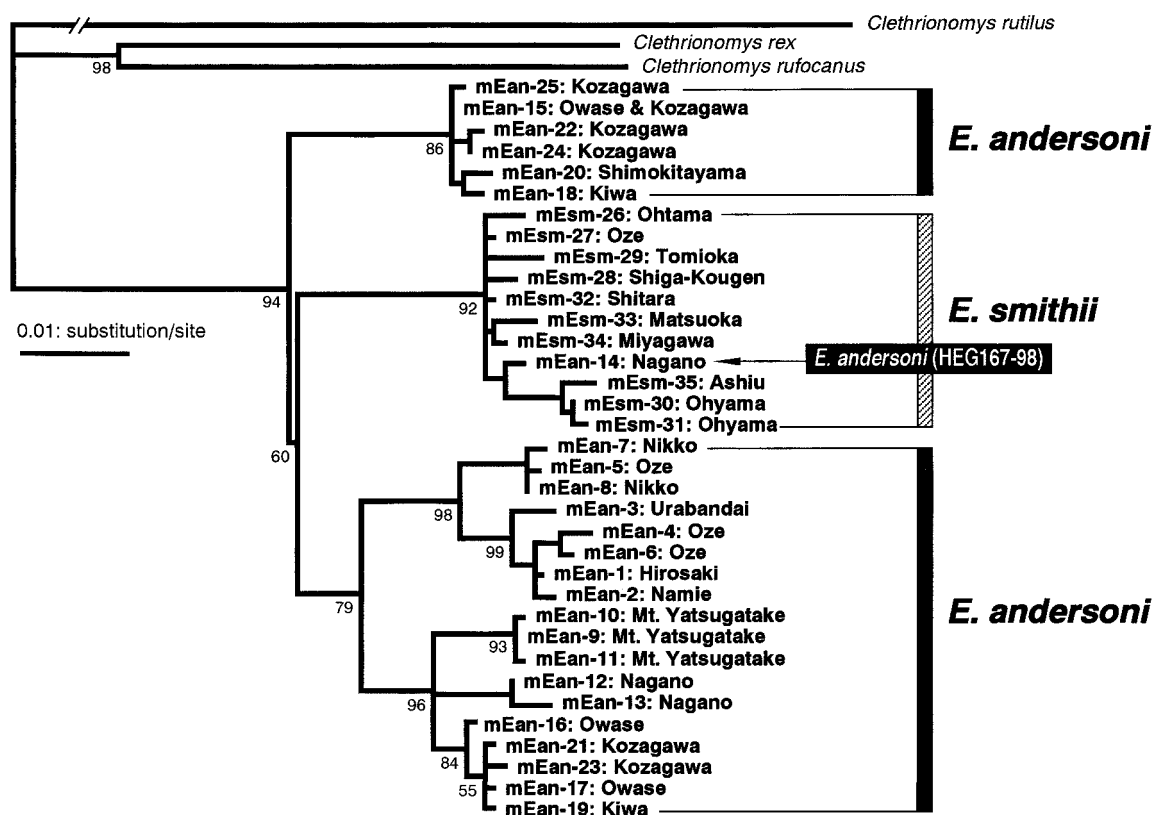 Clethrionomys rutilus
Clethrionomys rex
98
Clethrionomys rufocanus
mEan-25: Kozagawa
mEan-15: Owase & Kozagawa
mEan-22: Kozagawa
86
mEan-24: Kozagawa
E. andersoni
mEan-20: Shimokitayama
mEan-18: Kiwa
mEsm-26: Ohtama
mEsm-27: Oze
mEsm-29: Tomioka
mEsm-28: Shiga-Kougen
94
92
mEsm-32: Shitara
E. smithii
0.01: substitution/site
mEsm-33: Matsuoka
mEsm-34: Miyagawa
mEan-14: Nagano
E. andersoni (HEG167-98)
mEsm-35: Ashiu
mEsm-30: Ohyama
mEsm-31: Ohyama
mEan-7: Nikko
60
mEan-5: Oze
mEan-8: Nikko
98
mEan-3: Urabandai
mEan-4: Oze
99
mEan-6: Oze
mEan-1: Hirosaki
mEan-2: Namie
79
E. andersoni
mEan-10: Mt. Yatsugatake
93
mEan-9: Mt. Yatsugatake
mEan-11: Mt. Yatsugatake
mEan-12: Nagano
96
mEan-13: Nagano
mEan-16: Owase
mEan-21: Kozagawa
84
mEan-23: Kozagawa
55
mEan-17: Owase
mEan-19: Kiwa